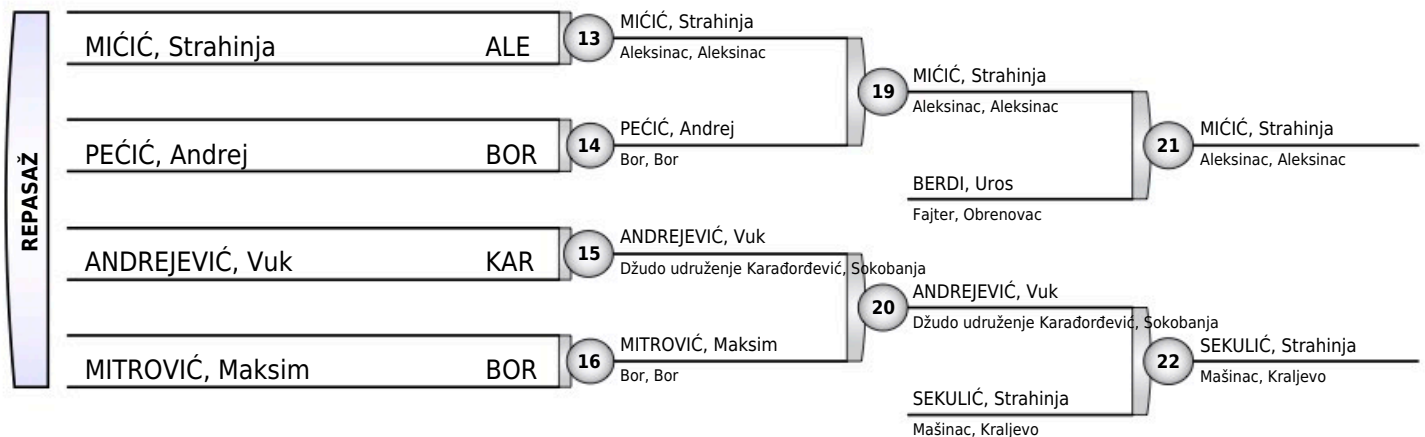 REPASAŽ
MIĆIĆ, Strahinja ALE
PEĆIĆ, Andrej BOR
ANDREJEVIĆ, Vuk KAR
MITROVIĆ, Maksim BOR
13
MIĆIĆ, Strahinja
Aleksinac, Aleksinac
14
PEĆIĆ, Andrej
Bor, Bor
15
ANDREJEVIĆ, Vuk
Džudo udruženje Karađorđević, Sokobanja
16
MITROVIĆ, Maksim
Bor, Bor
19
MIĆIĆ, Strahinja
Aleksinac, Aleksinac
BERDI, Uros
Fajter, Obrenovac
20
ANDREJEVIĆ, Vuk
Džudo udruženje Karađorđević, Sokobanja
SEKULIĆ, Strahinja
Mašinac, Kraljevo
21
MIĆIĆ, Strahinja
Aleksinac, Aleksinac
22
SEKULIĆ, Strahinja
Mašinac, Kraljevo